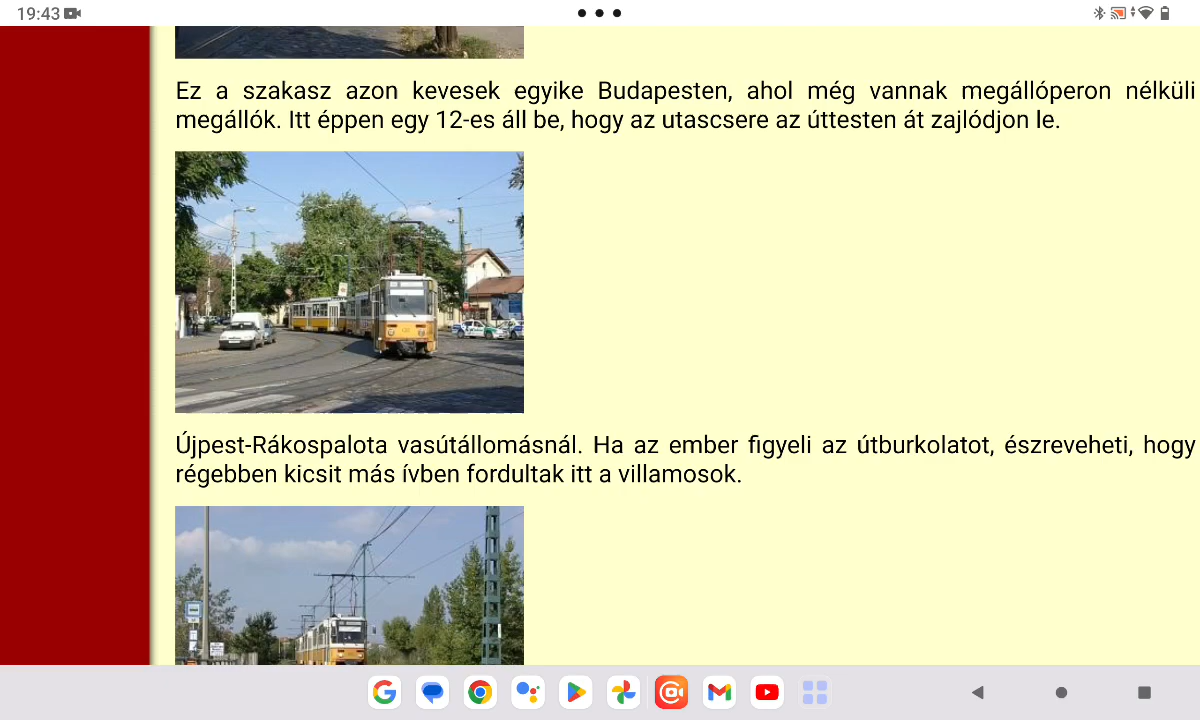 19:43
Ez a szakasz azon kevesek egyike Budapesten, ahol még vannak megállóperon nélküli
megállók. Itt éppen egy 12-es áll be, hogy az utascsere az úttesten át zajlódjon le.
Újpest-Rákospalota vasútállomásnál. Ha az ember figyeli az útburkolatot, észreveheti, hogy
régebben kicsit más ívben fordultak itt a villamosok.